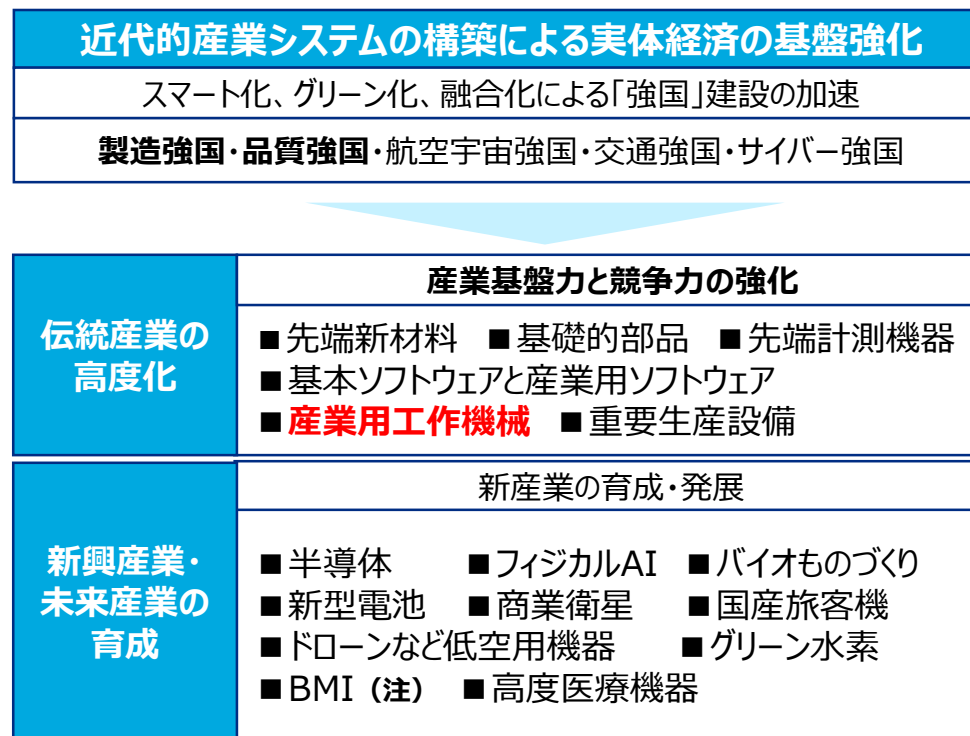 近代的産業システムの構築による実体経済の基盤強化
スマート化、グリーン化、融合化による「強国」建設の加速
製造強国・品質強国・航空宇宙強国・交通強国・サイバー強国
伝統産業の
高度化
産業基盤力と競争力の強化
■先端新材料 ■基礎的部品 ■先端計測機器
■基本ソフトウェアと産業用ソフトウェア
■産業用工作機械 ■重要生産設備
新興産業・
未来産業の
育成
新産業の育成・発展
■半導体 ■フィジカルAI ■バイオものづくり
■新型電池 ■商業衛星 ■国産旅客機
■ドローンなど低空用機器 ■グリーン水素
■BMI（注） ■高度医療機器